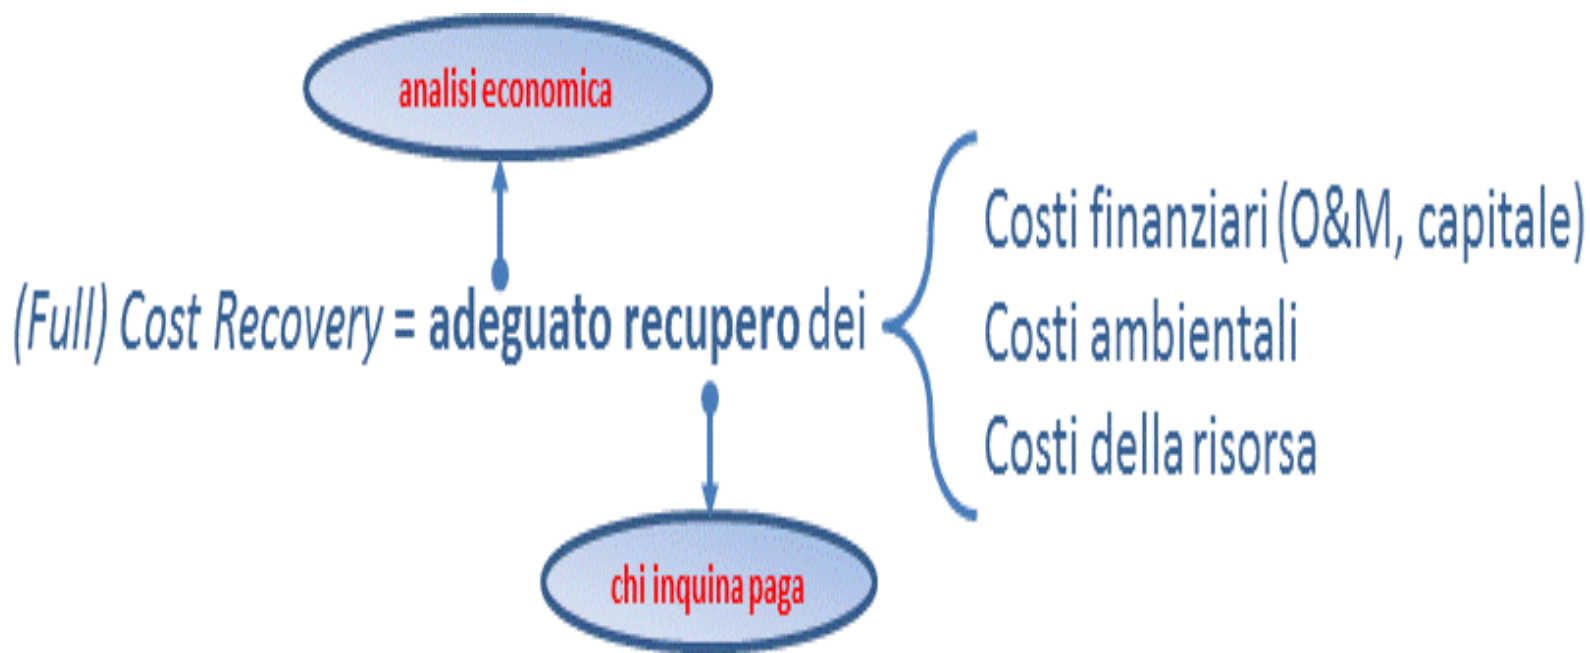 analisi economica
(Full) Cost Recovery = adeguato recupero dei
Costi finanziari (O&M, capitale)
Costi ambientali
Costi della risorsa
chi inquina paga